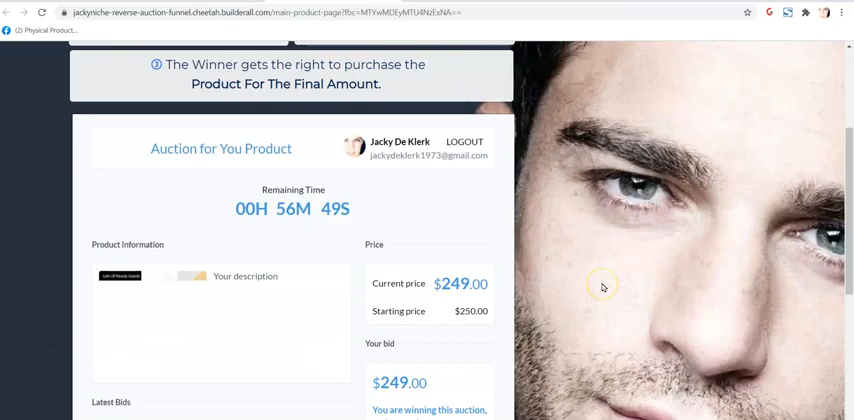 jackyniche-reverse-auction-funnel.cheetah.builderall.com/main-product-page?fbc=MTYwMDEyMTU4NzExNA==
(2) Physical Product...
③ The Winner gets the right to purchase the
Product For The Final Amount.
Auction for You Product
Jacky De Klerk LOGOUT
jackydeklerk1973@gmail.com
Remaining Time
00H 56M 49S
Product Information
Your description
Price
Current price $249.00
Starting price $250.00
Your bid
$249.00
You are winning this auction,
Latest Bids